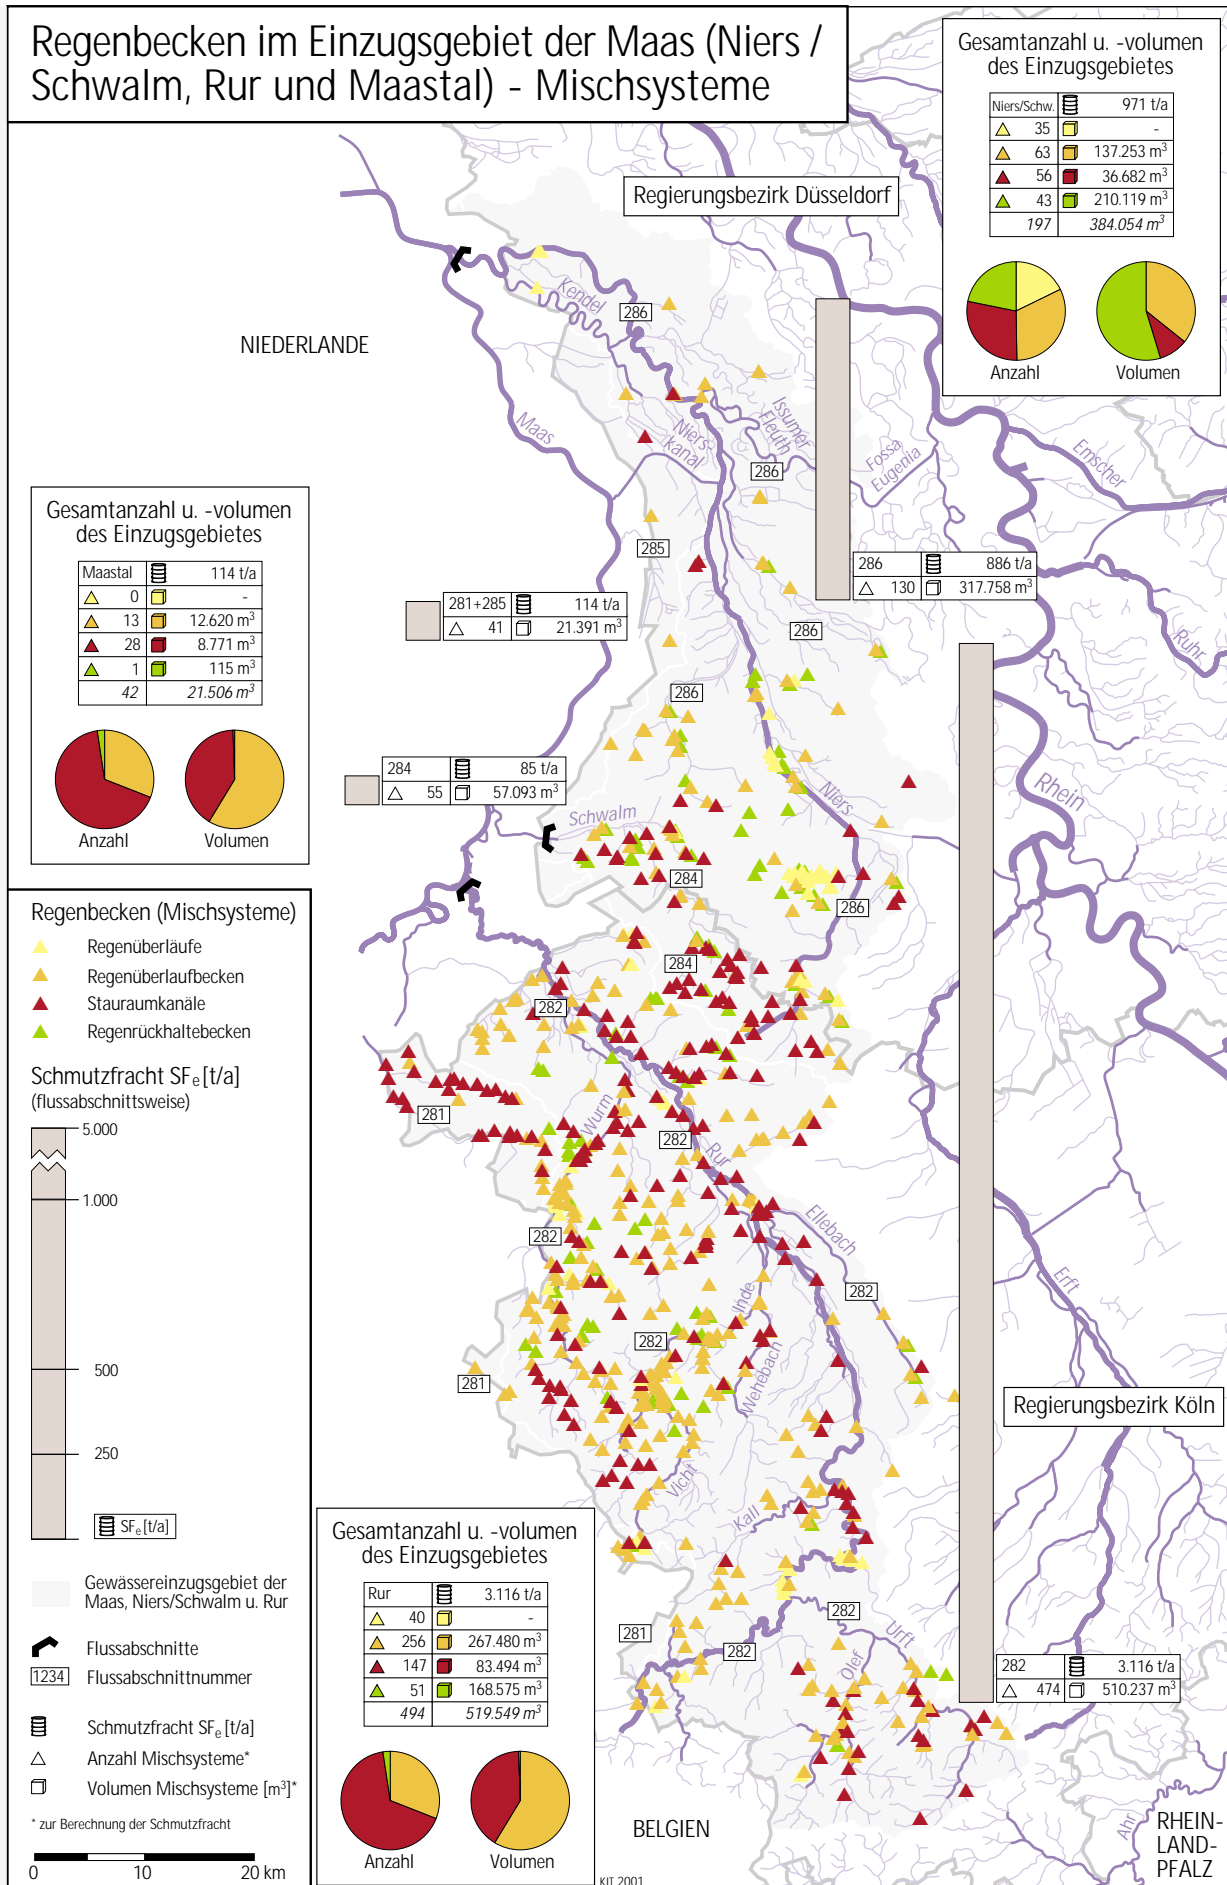 Regenbecken im Einzugsgebiet der Maas (Niers /
Schwalm, Rur und Maastal) - Mischsysteme
Gesamtanzahl u. -volumen
des Einzugsgebietes
Niers/Schw. 971 t/a
35 -
63 137.253 m³
56 36.682 m³
43 210.119 m³
197 384.054 m³
Anzahl Volumen
Regierungsbezirk Düsseldorf
NIEDERLANDE
Kendel
286
Maas
Niers-
kanal
Issumer
Fleuth
Fossa
Eugenia
Emscher
286
285
286
Ruhr
286
Rhein
Niers
Schwalm
284
286
284
282
281
Wurm
282
Rur
Ellebach
282
282
Inde
282
Wehebach
281
Erft
Vicht
Kall
282
281
282
Urft
Olef
Ahr
286 886 t/a
130 317.758 m³
281+285 114 t/a
41 21.391 m³
284 85 t/a
55 57.093 m³
282 3.116 t/a
474 510.237 m³
Regierungsbezirk Köln
BELGIEN
RHEIN-
LAND-
PFALZ
Gesamtanzahl u. -volumen
des Einzugsgebietes
Maastal 114 t/a
0 -
13 12.620 m³
28 8.771 m³
1 115 m³
42 21.506 m³
Anzahl Volumen
Regenbecken (Mischsysteme)
Regenüberläufe
Regenüberlaufbecken
Stauraumkanäle
Regenrückhaltebecken
Schmutzfracht SFe [t/a]
(flussabschnittsweise)
5.000
1.000
500
250
SFe [t/a]
Gewässereinzugsgebiet der
Maas, Niers/Schwalm u. Rur
Flussabschnitte
1234 Flussabschnittnummer
Schmutzfracht SFe [t/a]
Anzahl Mischsysteme*
Volumen Mischsysteme [m³]*
* zur Berechnung der Schmutzfracht
0 10 20 km
Gesamtanzahl u. -volumen
des Einzugsgebietes
Rur 3.116 t/a
40 -
256 267.480 m³
147 83.494 m³
51 168.575 m³
494 519.549 m³
Anzahl Volumen
KIT 2001